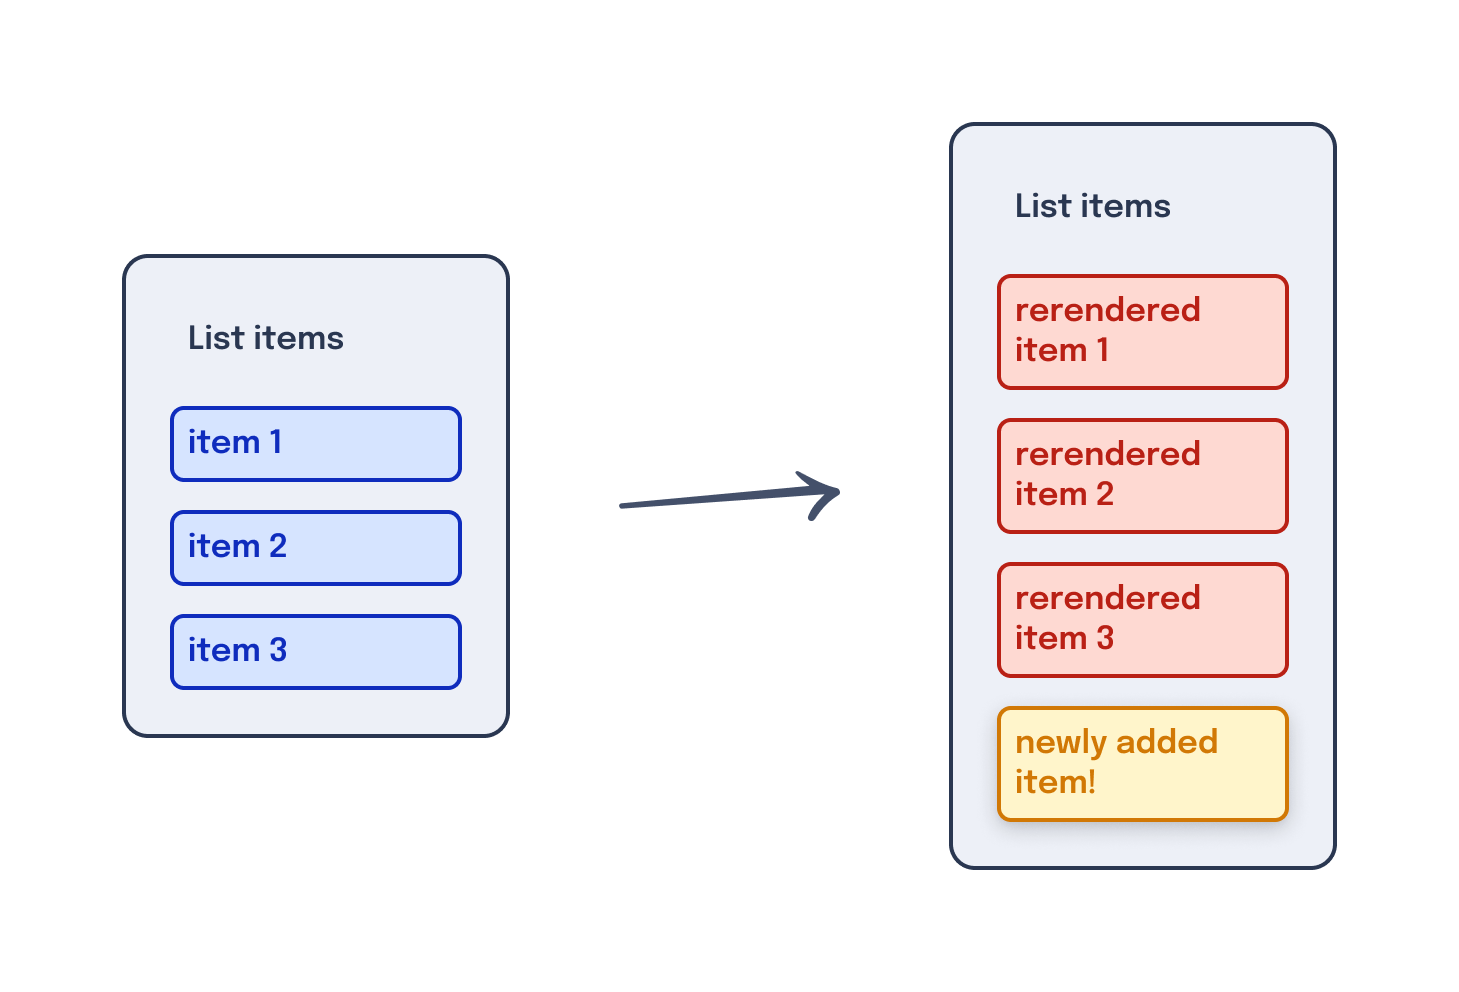 List items
item 1
item 2
item 3
List items
rerendered
item 1
rerendered
item 2
rerendered
item 3
newly added
item!